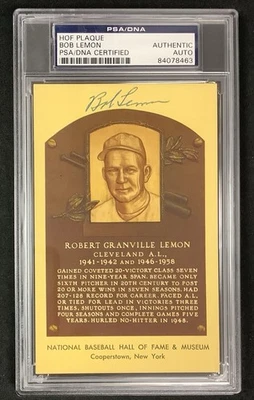 PSA/DNA
HOF PLAQUE
BOB LEMON
PSA/DNA CERTIFIED
AUTHENTIC
AUTO
84078463
Bob Lemon
ROBERT GRANVILLE LEMON
CLEVELAND A.L.,
1941-1942 AND 1946-1958
GAINED COVETED 20-VICTORY CLASS SEVEN
TIMES IN NINE-YEAR SPAN. BECAME ONLY
SIXTH PITCHER IN 20TH CENTURY TO POST
20 OR MORE WINS IN SEVEN SEASONS. HAD
207-128 RECORD FOR CAREER. PACED A.L.
OR TIED FOR LEAD IN VICTORIES THREE
TIMES, SHUTOUTS ONCE, INNINGS PITCHED
FOUR SEASONS AND COMPLETE GAMES FIVE
YEARS. HURLED NO-HITTER IN 1948.
NATIONAL BASEBALL HALL OF FAME & MUSEUM
Cooperstown, New York